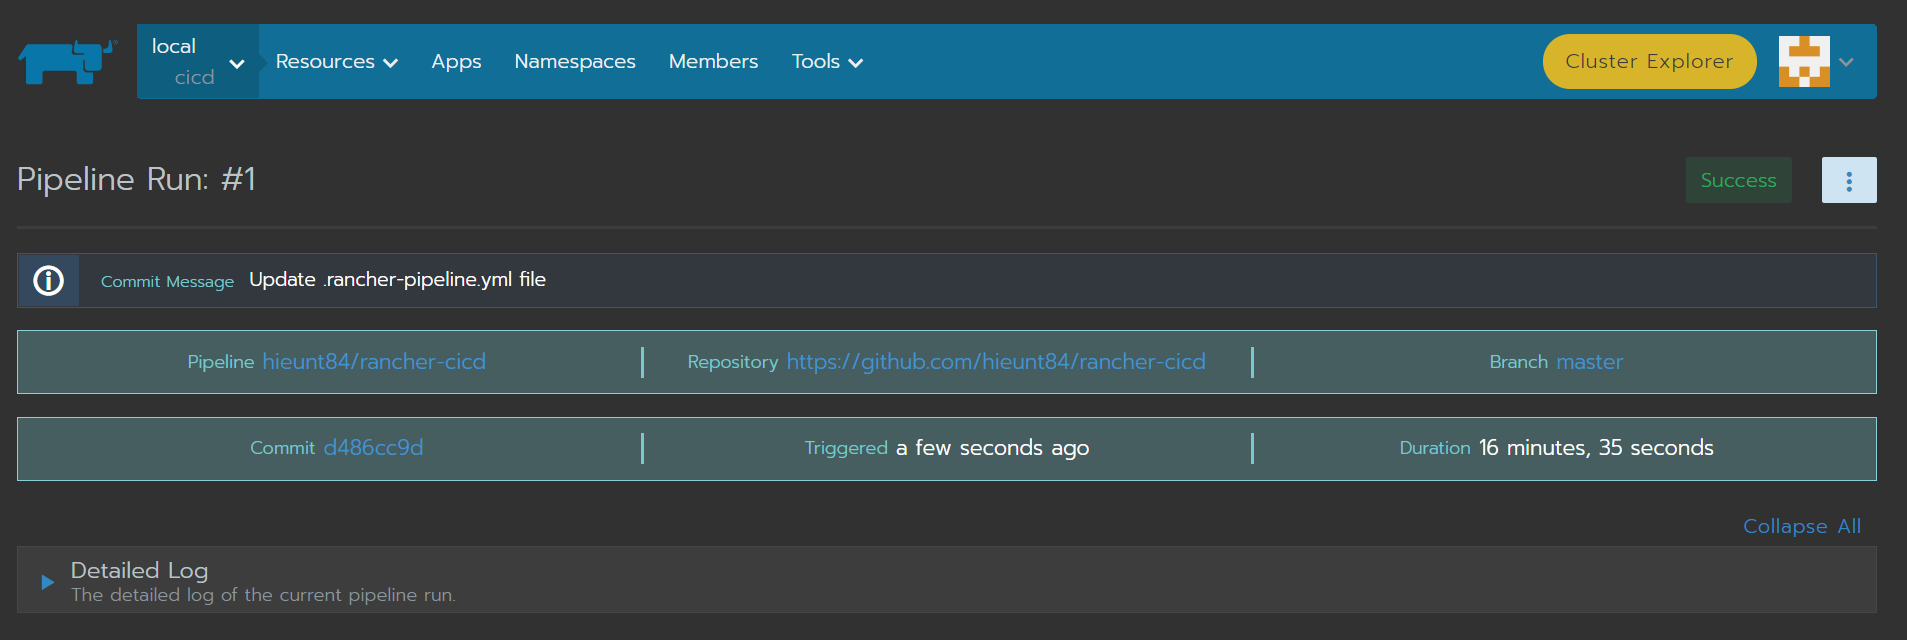 local
cicd
Resources Apps Namespaces Members Tools Cluster Explorer
Pipeline Run: #1 Success
Commit Message Update .rancher-pipeline.yml file
Pipeline hieunt84/rancher-cicd Repository https://github.com/hieunt84/rancher-cicd Branch master
Commit d486cc9d Triggered a few seconds ago Duration 16 minutes, 35 seconds
Collapse All
Detailed Log
The detailed log of the current pipeline run.